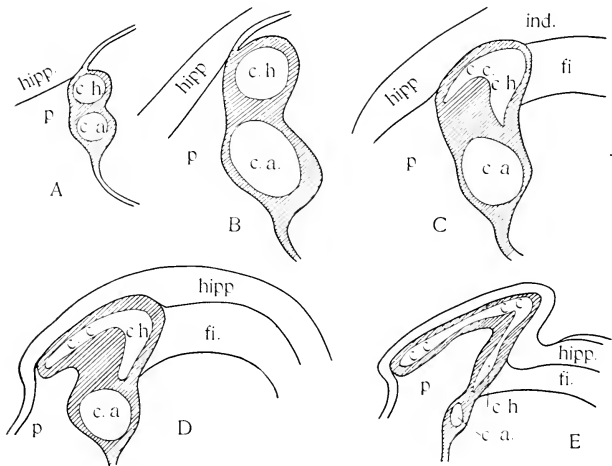 hipp.
c. h
p
c. a
A
hipp
c. h
p
c. a.
B
ind.
hipp
c c
c h
fi
p
c a
C
hipp
c c c
c h
fi.
c. a
p
D
c c c
hipp.
p
fi.
c h
c a.
E